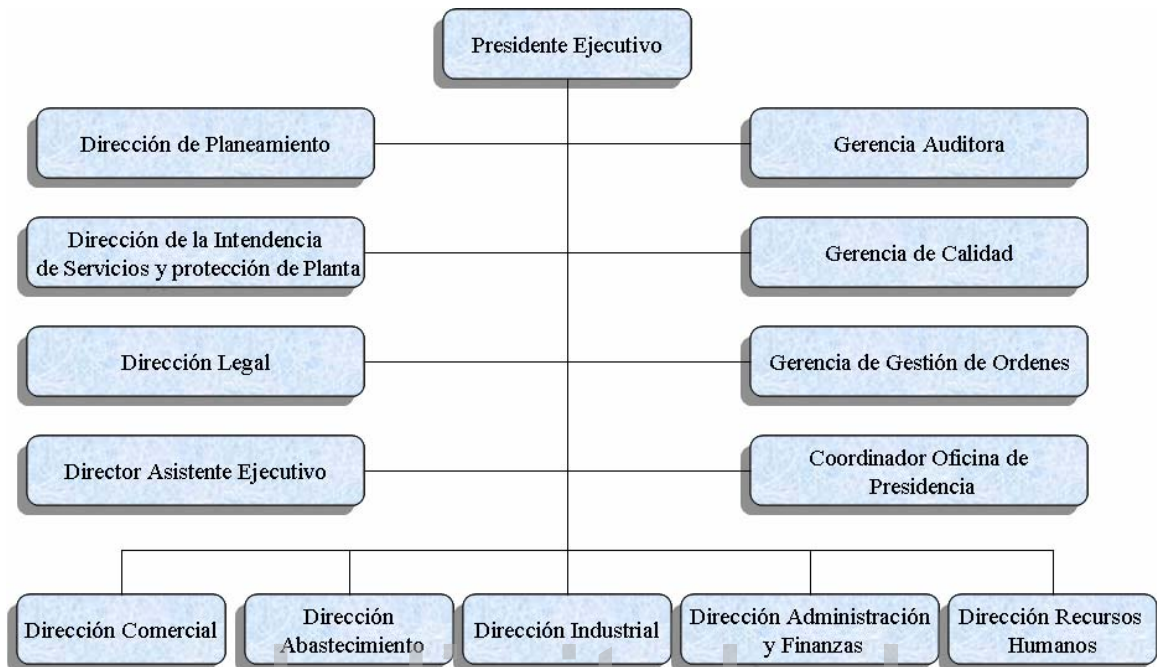 Presidente Ejecutivo
Dirección de Planeamiento
Gerencia Auditora
Dirección de la Intendencia
de Servicios y protección de Planta
Gerencia de Calidad
Dirección Legal
Gerencia de Gestión de Ordenes
Director Asistente Ejecutivo
Coordinador Oficina de
Presidencia
Dirección Comercial
Dirección
Abastecimiento
Dirección Industrial
Dirección Administración
y Finanzas
Dirección Recursos
Humanos